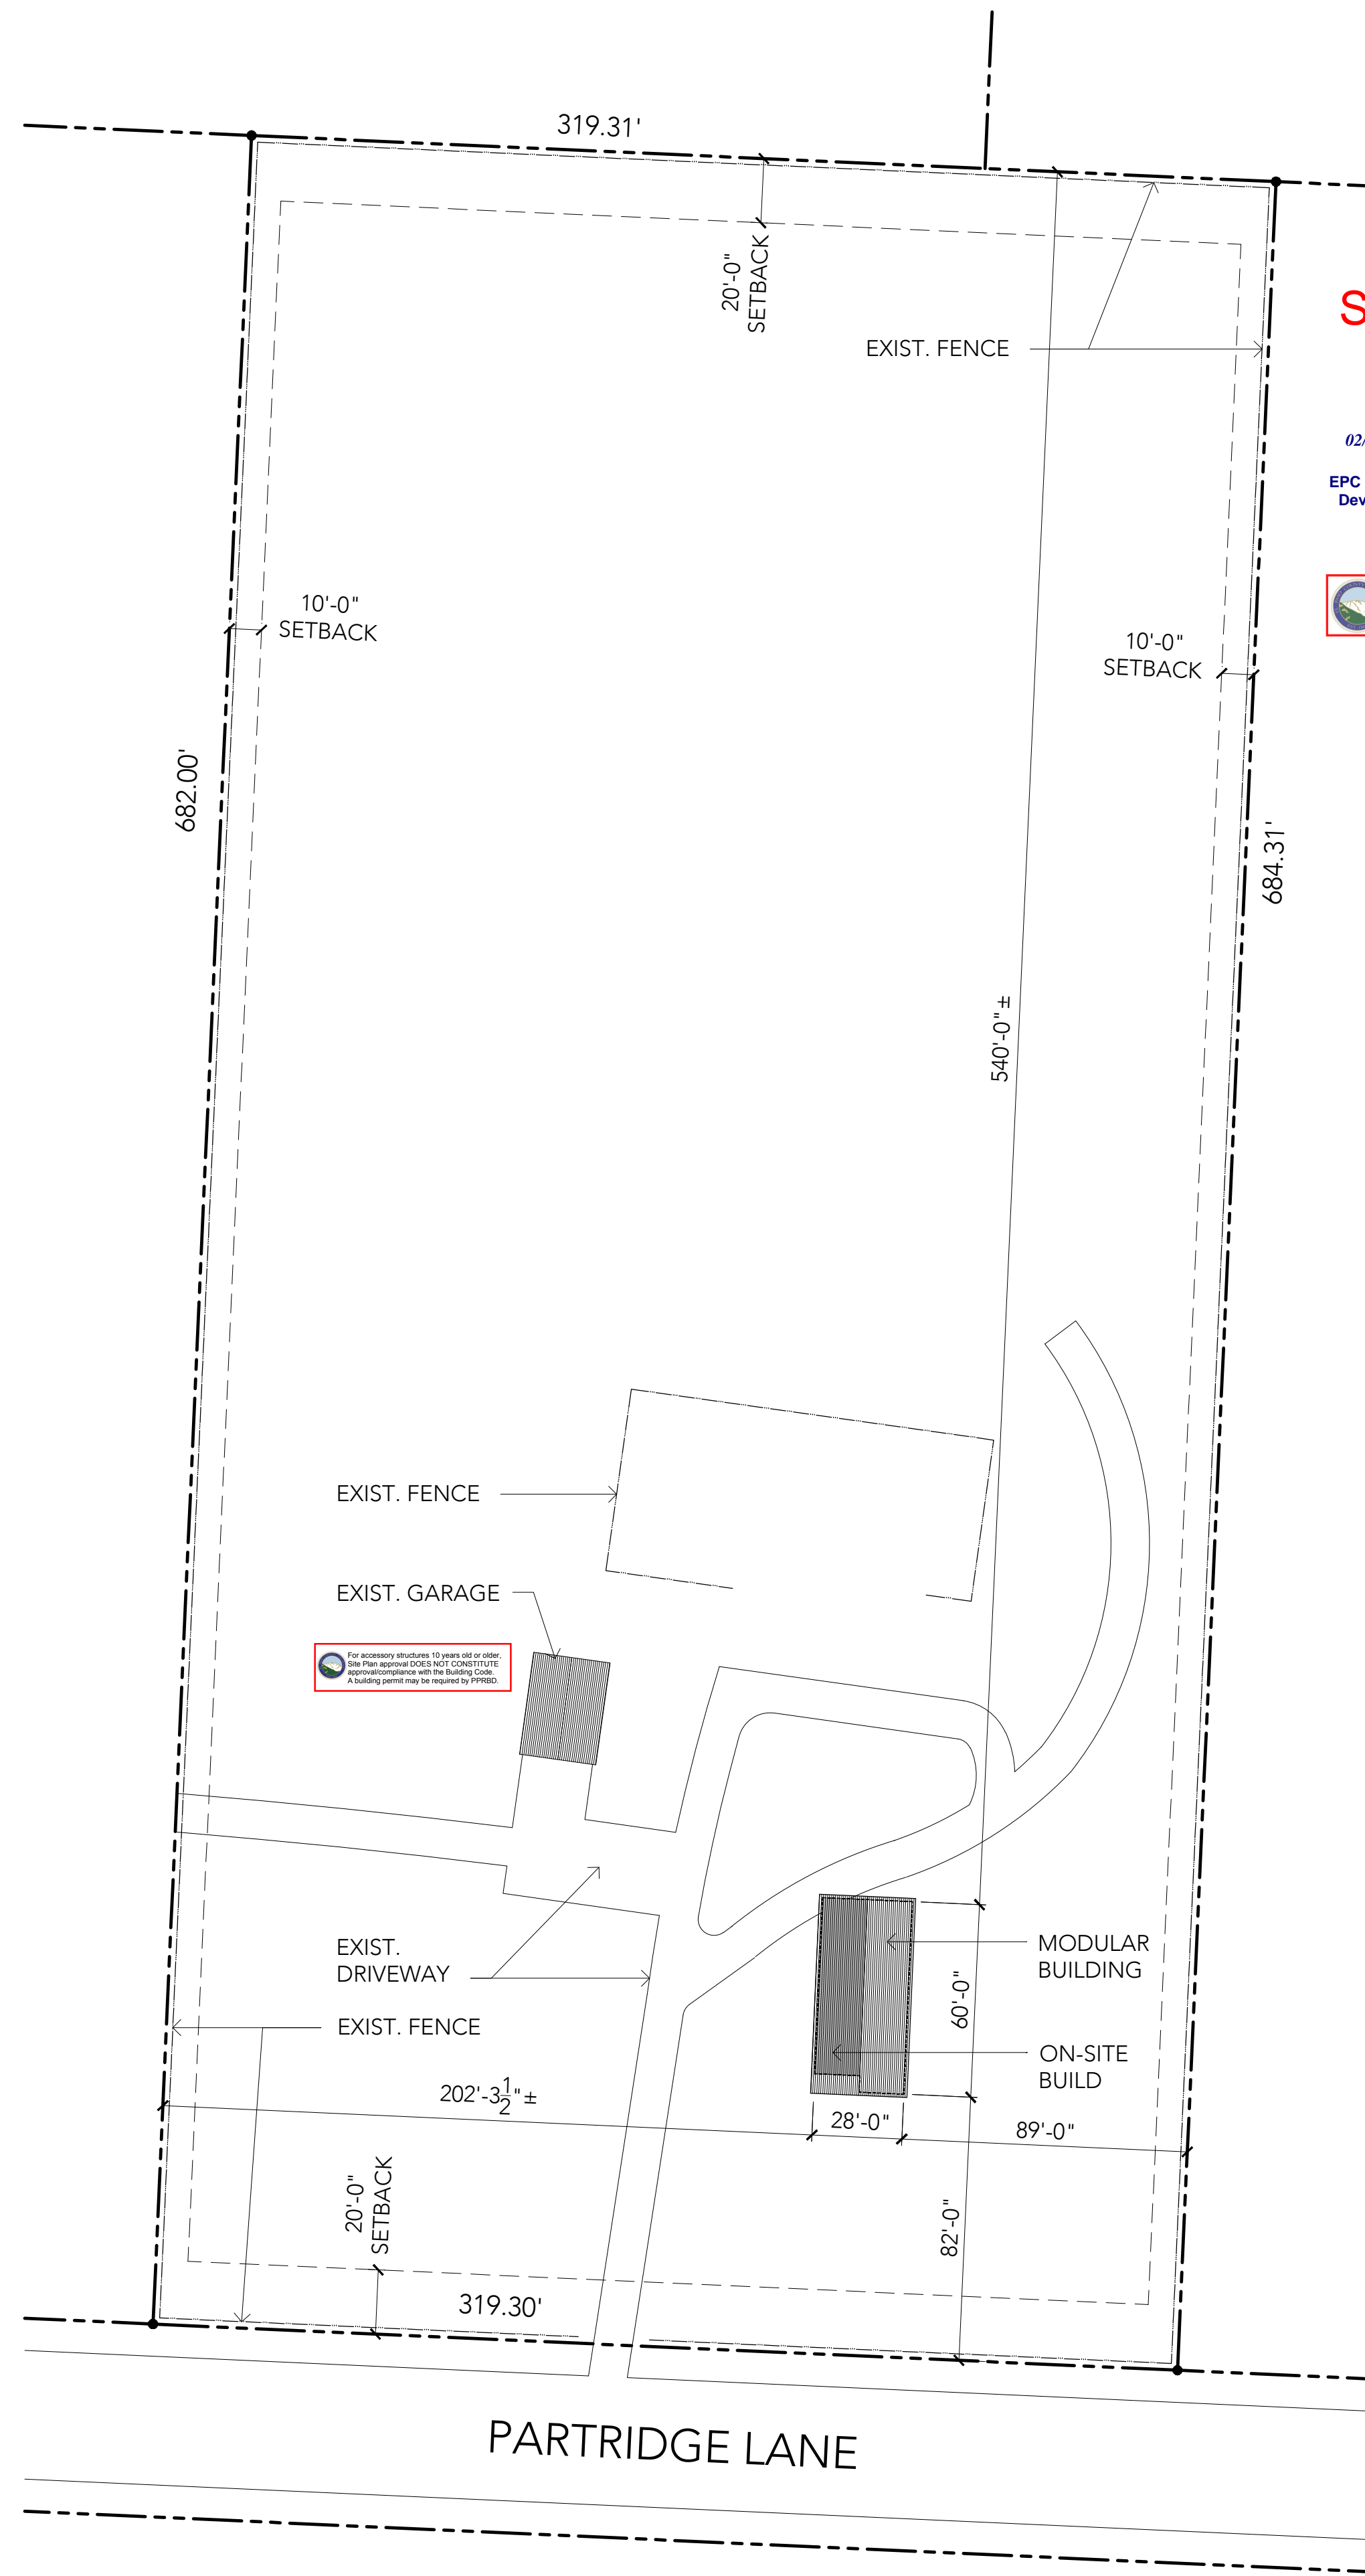 319.31'
20'-0"
SETBACK
EXIST. FENCE
S
02/
EPC
Dev
10'-0"
SETBACK
10'-0"
SETBACK
682.00'
684.31'
540'-0"±
EXIST. FENCE
EXIST. GARAGE
For accessory structures 10 years old or older,
Site Plan approval DOES NOT CONSTITUTE
approval/compliance with the Building Code.
A building permit may be required by PPRBD.
EXIST.
DRIVEWAY
MODULAR
BUILDING
60'-0"
EXIST. FENCE
ON-SITE
BUILD
202'-3 1/2"±
28'-0"
89'-0"
20'-0"
SETBACK
82'-0"
319.30'
PARTRIDGE LANE